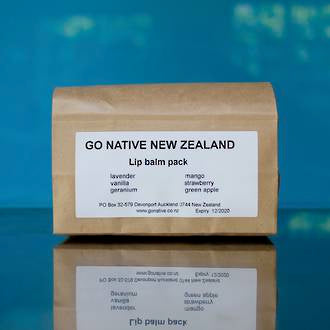 GO NATIVE NEW ZEALAND
Lip balm pack
lavender mango
vanilla strawberry
geranium green apple
PO Box 32-579 Devonport Auckland 0744 New Zealand
www.gonative.co.nz Expiry 12/2020